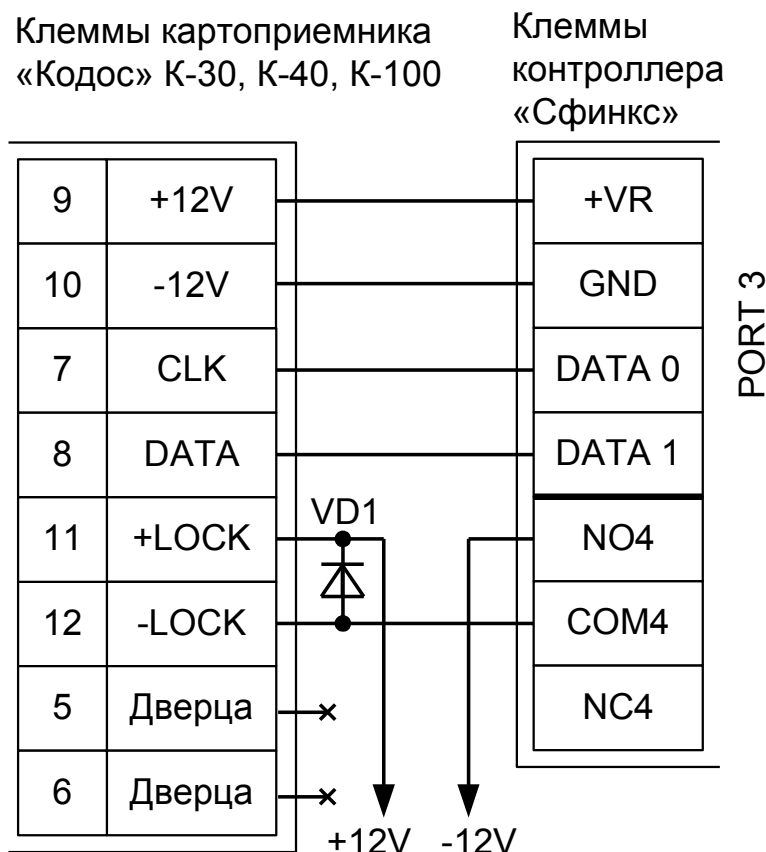 Клеммы картоприемника
«Кодос» К-30, К-40, К-100
Клеммы
контроллера
«Сфинкс»
9 +12V
10 -12V
7 CLK
8 DATA
11 +LOCK
12 -LOCK
5 Дверца
6 Дверца
VD1
+12V -12V
+VR
GND
DATA 0
DATA 1
NO4
COM4
NC4
PORT 3